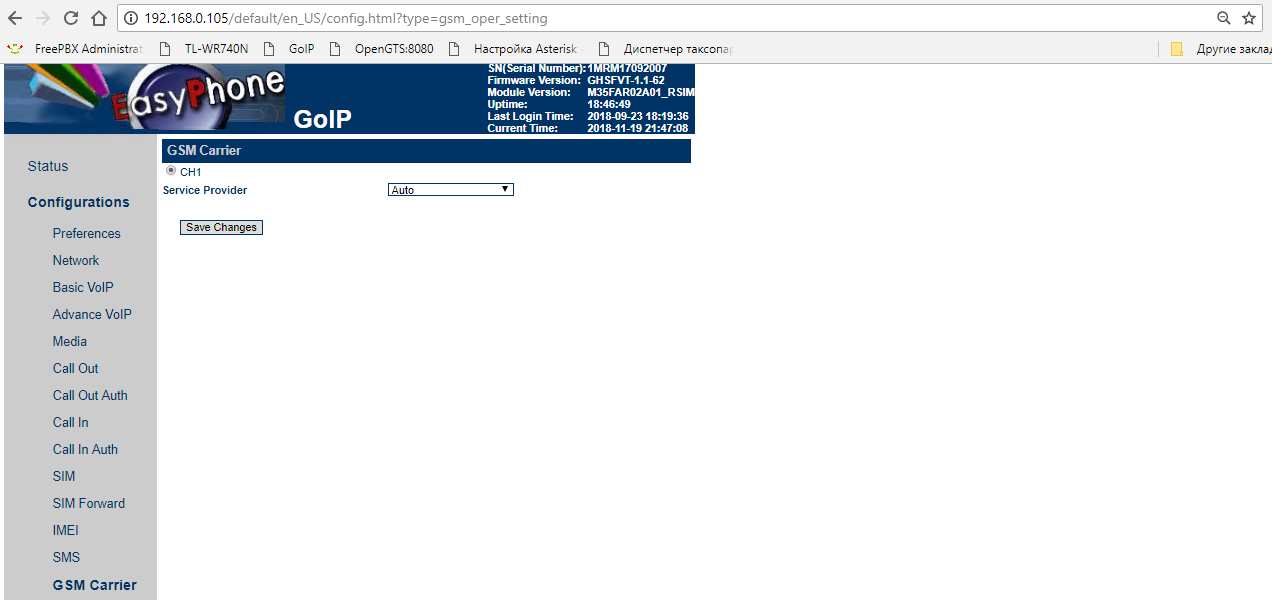 192.168.0.105/default/en_US/config.html?type=gsm_oper_setting
FreePBX Administrat TL-WR740N GoIP OpenGTS:8080 Настройка Asterisk Диспетчер таксопар Другие заклад
EasyPhone
GoIP
SN(Serial Number): 1MRM17092007
Firmware Version: GHSFVT-1.1-62
Module Version: M35FAR02A01_RSIM
Uptime: 18:46:49
Last Login Time: 2018-09-23 18:19:36
Current Time: 2018-11-19 21:47:08
Status
Configurations
Preferences
Network
Basic VoIP
Advance VoIP
Media
Call Out
Call Out Auth
Call In
Call In Auth
SIM
SIM Forward
IMEI
SMS
GSM Carrier
GSM Carrier
CH1
Service Provider Auto
Save Changes